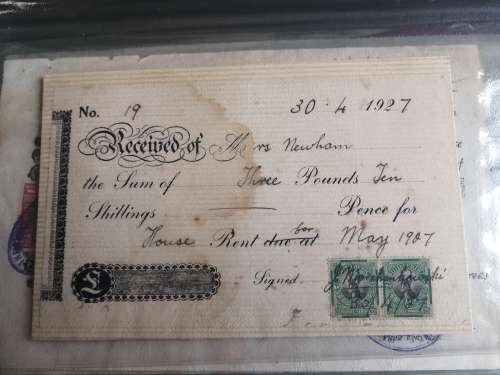 No. 19 30·4 1927
Received of Mrs Newham
the Sum of Three Pounds Ten
Shillings — Pence for
House Rent due at for May 1927
£ Signed